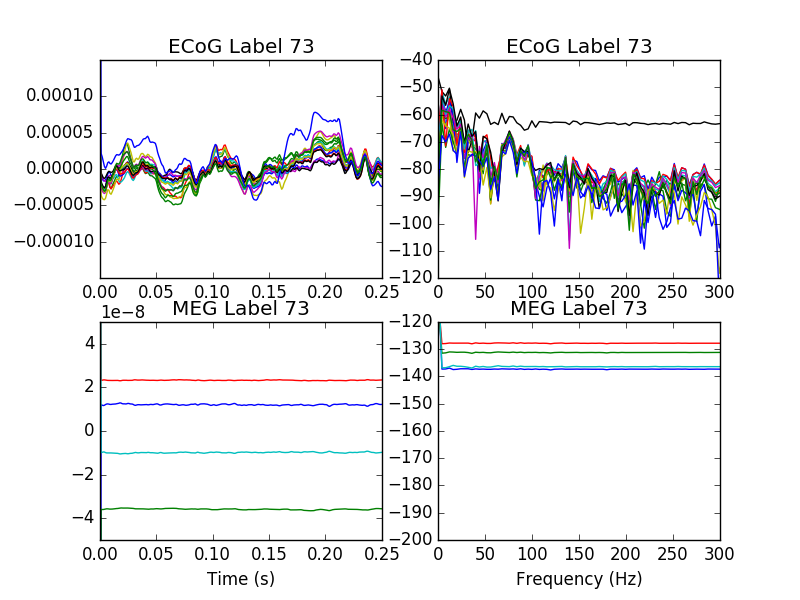 ECoG Label 73
0.00010
0.00005
0.00000
−0.00005
−0.00010
0.00 0.05 0.10 0.15 0.20 0.25
ECoG Label 73
−40
−50
−60
−70
−80
−90
−100
−110
−120
0 50 100 150 200 250 300
1e−8
MEG Label 73
4
2
0
−2
−4
0.00 0.05 0.10 0.15 0.20 0.25
Time (s)
MEG Label 73
−120
−130
−140
−150
−160
−170
−180
−190
−200
0 50 100 150 200 250 300
Frequency (Hz)